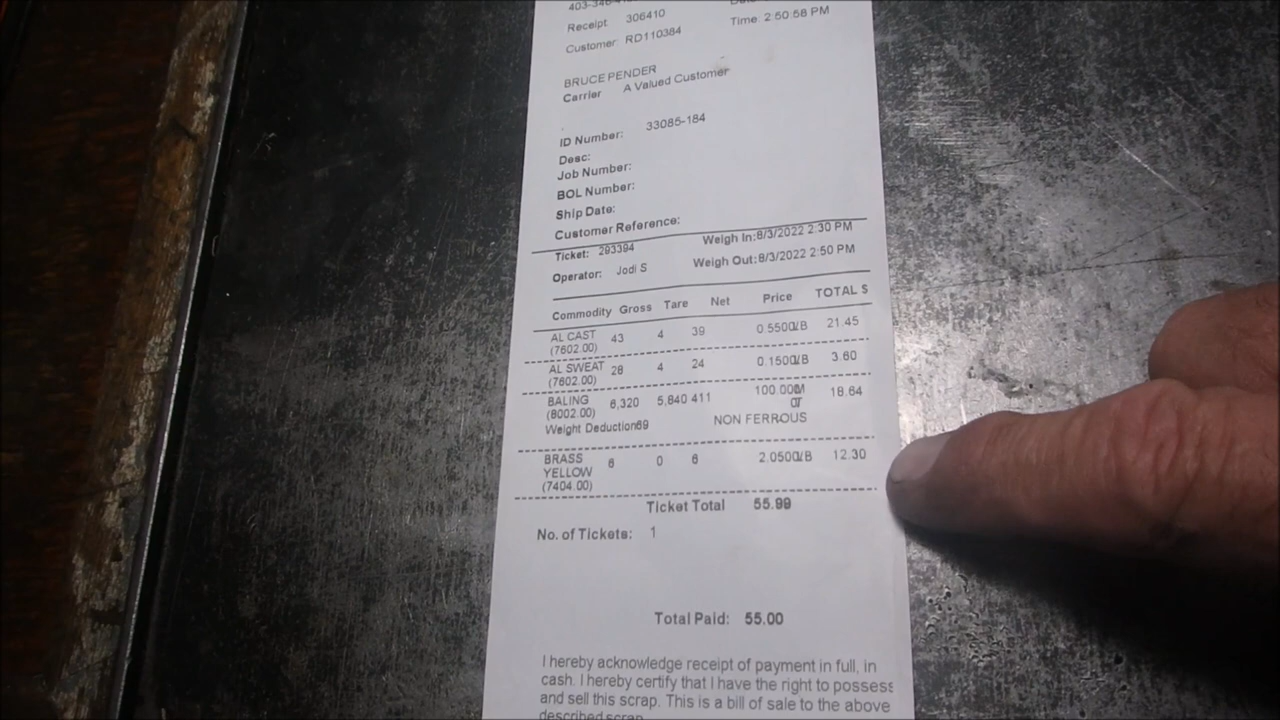 Receipt 306410 Time: 2:50:58 PM
Customer RD110384
BRUCE PENDER
Carrier A Valued Customer
ID Number: 33085-184
Desc:
Job Number:
BOL Number:
Ship Date:
Customer Reference:
Ticket: 293394 Weigh In:8/3/2022 2:30 PM
Operator: Jodi S Weigh Out:8/3/2022 2:50 PM
Commodity Gross Tare Net Price TOTAL $
AL CAST 43 4 39 0.5500/LB 21.45
(7602.00)
AL SWEAT 28 4 24 0.1500/LB 3.60
(7602.00)
BALING 6,320 5,840 411 100.00 18.64
(8002.00)
Weight Deduction69 NON FERROUS
BRASS 6 0 6 2.0500/LB 12.30
YELLOW
(7404.00)
Ticket Total 55.99
No. of Tickets: 1
Total Paid: 55.00
I hereby acknowledge receipt of payment in full, in
cash. I hereby certify that I have the right to possess
and sell this scrap. This is a bill of sale to the above
described scrap